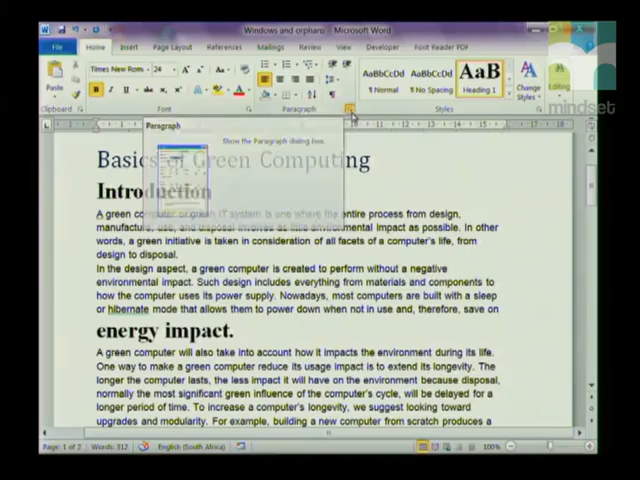 Windows and orphans - Microsoft Word
File Home Insert Page Layout References Mailings Review View Developer Foxit Reader PDF
Times New Rom 24
Paste
B I U
AaBbCcDd AaBbCcDd AaB
¶ Normal ¶ No Spacing Heading 1
Change Styles
Editing
mindset
Clipboard Font Paragraph Styles
Paragraph
Show the Paragraph dialog box.
Basics of Green Computing
Introduction
A green computer or green IT system is one where the entire process from design,
manufacture, use, and disposal involves as little environmental impact as possible. In other
words, a green initiative is taken in consideration of all facets of a computer's life, from
design to disposal.
In the design aspect, a green computer is created to perform without a negative
environmental impact. Such design includes everything from materials and components to
how the computer uses its power supply. Nowadays, most computers are built with a sleep
or hibernate mode that allows them to power down when not in use and, therefore, save on
energy impact.
A green computer will also take into account how it impacts the environment during its life.
One way to make a green computer reduce its usage impact is to extend its longevity. The
longer the computer lasts, the less impact it will have on the environment because disposal,
normally the most significant green influence of the computer's cycle, will be delayed for a
longer period of time. To increase a computer's longevity, we suggest looking toward
upgrades and modularity. For example, building a new computer from scratch produces a
Page: 1 of 2 Words: 312 English (South Africa) 100%